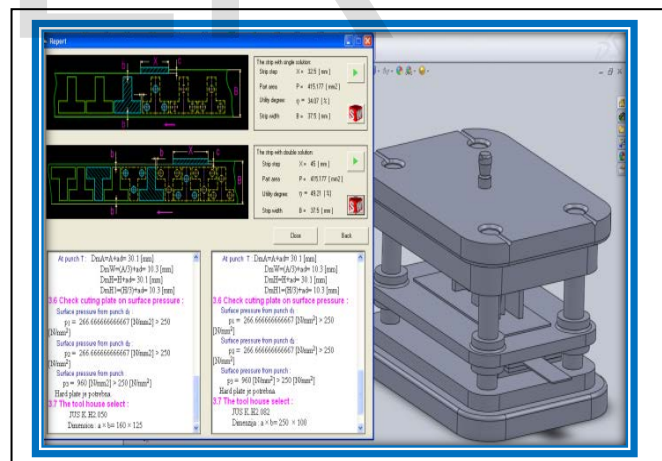 Report
The strip with single solution
Strip step X = 32.5 [mm]
Part area P = 415.177 [mm2]
Utility degree η = 34.07 [%]
Strip width B = 37.5 [mm]
The strip with double solution
Strip step X = 45 [mm]
Part area P = 415.177 [mm2]
Utility degree η = 49.21 [%]
Strip width B = 37.5 [mm]
Close Back
At punch T : DmA=A+ad= 30.1 [mm]
DmW=(A/3)+ad= 10.3 [mm]
DmH=H+ad= 30.1 [mm]
DmH1=(H/3)+ad= 10.3 [mm]
3.6 Check cuting plate on surface pressure :
Surface pressure from punch d₁ :
p₁ = 266.666666666667 [N/mm2] > 250
[N/mm²]
Surface pressure from punch d₂ :
p₂ = 266.666666666667 [N/mm2] > 250
[N/mm²]
Surface pressure from punch :
p₃ = 960 [N/mm2] > 250 [N/mm²]
Hard plate je potrebna.
3.7 The tool house select :
JUS K.H2.050
Dimension : a × b= 160 × 125
At punch T :DmA=A+ad= 30.1 [mm]
DmW=(A/3)+ad= 10.3 [mm]
DmH=H+ad= 30.1 [mm]
DmH1=(H/3)+ad= 10.3 [mm]
3.6 Check cuting plate on surface pressure :
Surface pressure from punch d₁ :
p₁ = 266.666666666667 [N/mm²] > 250
[N/mm²]
Surface pressure from punch d₂ :
p₂ = 266.666666666667 [N/mm²] > 250
[N/mm²]
Surface pressure from punch :
p₃ = 960 [N/mm²] > 250 [N/mm²]
Hard plate je potrebna.
3.7 The tool house select :
JUS K.H2.082
Dimenzija : a × b= 250 × 100